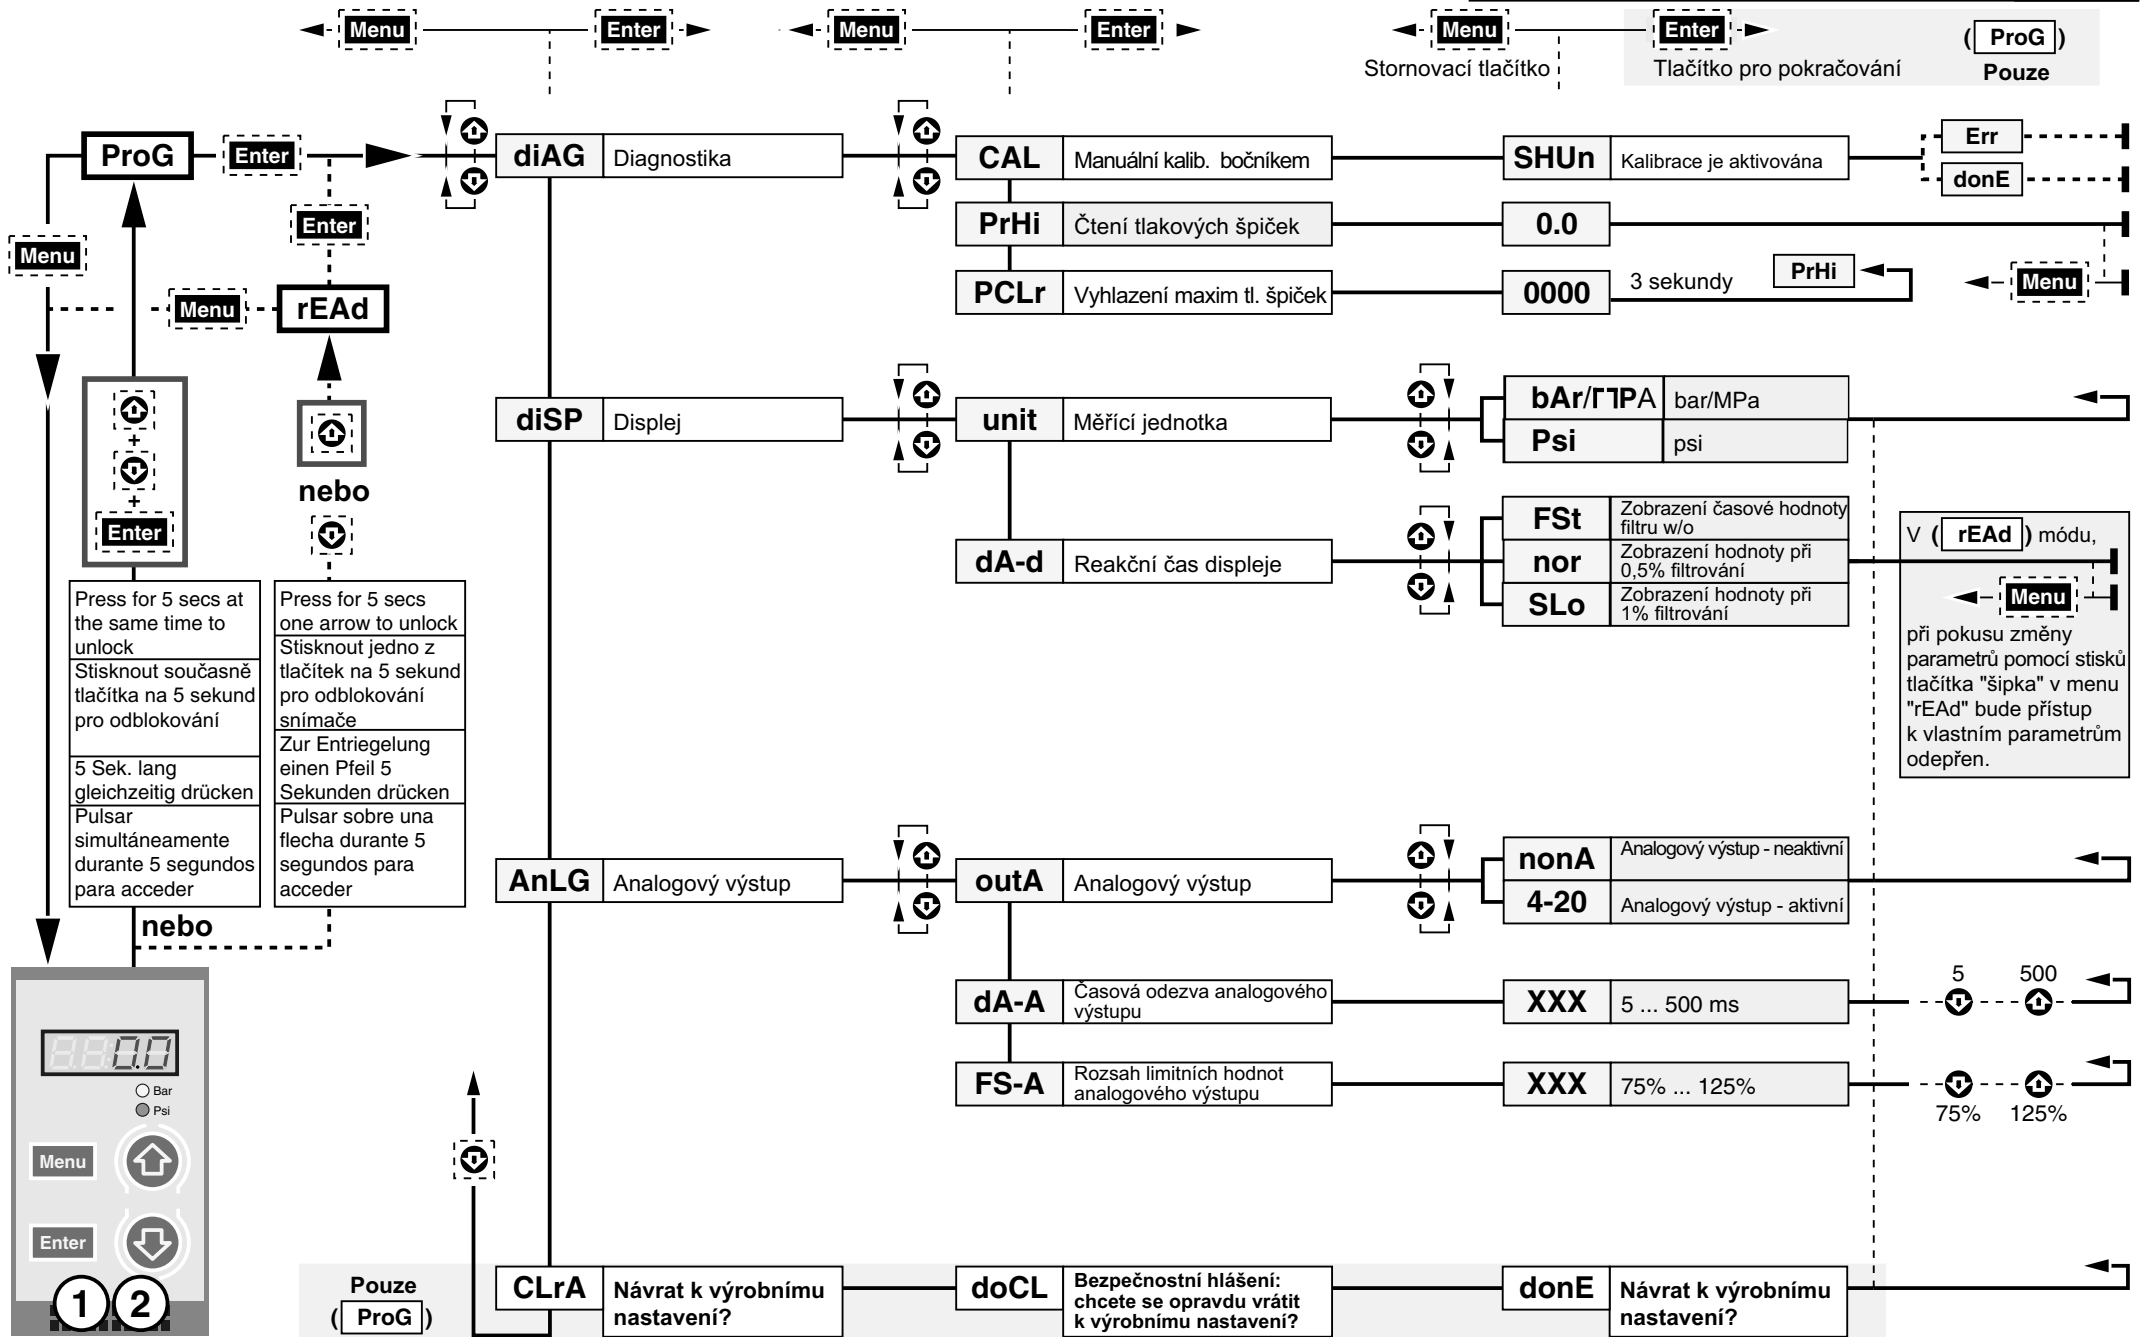 Menu Enter Menu Enter Menu Enter ( ProG )
Stornovací tlačítko Tlačítko pro pokračování Pouze
ProG Enter
Menu
Enter
Menu rEAd
+
+
Enter
nebo
Press for 5 secs at
the same time to
unlock
Stisknout současně
tlačítka na 5 sekund
pro odblokování
5 Sek. lang
gleichzeitig drücken
Pulsar
simultáneamente
durante 5 segundos
para acceder
Press for 5 secs
one arrow to unlock
Stisknout jedno z
tlačítek na 5 sekund
pro odblokování
snímače
Zur Entriegelung
einen Pfeil 5
Sekunden drücken
Pulsar sobre una
flecha durante 5
segundos para
acceder
nebo
0.0
Bar
Psi
Menu
Enter
1 2
diAG Diagnostika
CAL Manuální kalib. bočníkem
SHUn Kalibrace je aktivována
Err
donE
PrHi Čtení tlakových špiček
0.0
PCLr Vyhlazení maxim tl. špiček
0000 3 sekundy PrHi
Menu
diSP Displej
unit Měřící jednotka
bAr/ΠPA bar/MPa
Psi psi
dA-d Reakční čas displeje
FSt Zobrazení časové hodnoty
filtru w/o
nor Zobrazení hodnoty při
0,5% filtrování
SLo Zobrazení hodnoty při
1% filtrování
V ( rEAd ) módu,
Menu
při pokusu změny
parametrů pomocí stisků
tlačítka "šipka" v menu
"rEAd" bude přístup
k vlastním parametrům
odepřen.
AnLG Analogový výstup
outA Analogový výstup
nonA Analogový výstup - neaktivní
4-20 Analogový výstup - aktivní
dA-A Časová odezva analogového
výstupu
XXX 5 ... 500 ms
5 500
FS-A Rozsah limitních hodnot
analogového výstupu
XXX 75% ... 125%
75% 125%
Pouze
( ProG )
CLrA Návrat k výrobnímu
nastavení?
doCL Bezpečnostní hlášení:
chcete se opravdu vrátit
k výrobnímu nastavení?
donE Návrat k výrobnímu
nastavení?